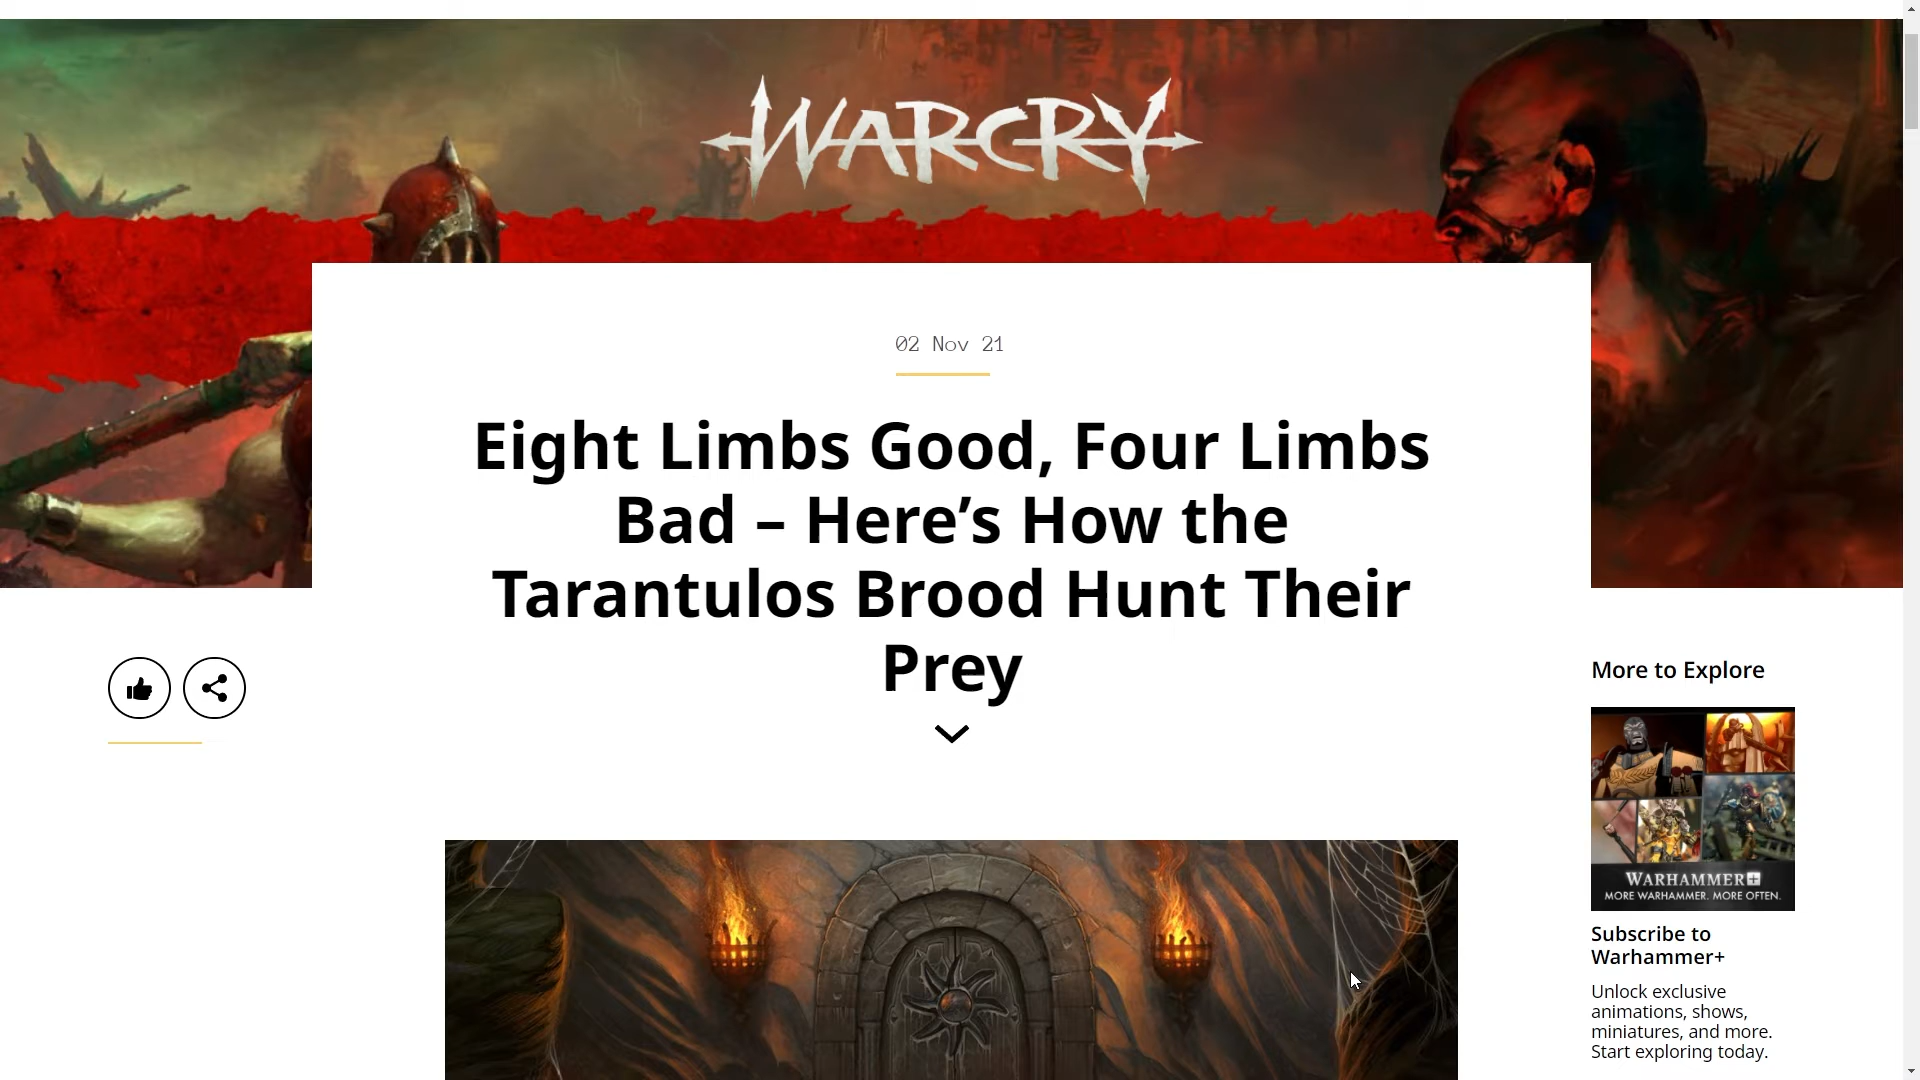 WARCRY
02 Nov 21
Eight Limbs Good, Four Limbs
Bad – Here’s How the
Tarantulos Brood Hunt Their
Prey
More to Explore
WARHAMMER+
MORE WARHAMMER. MORE OFTEN.
Subscribe to
Warhammer+
Unlock exclusive
animations, shows,
miniatures, and more.
Start exploring today.